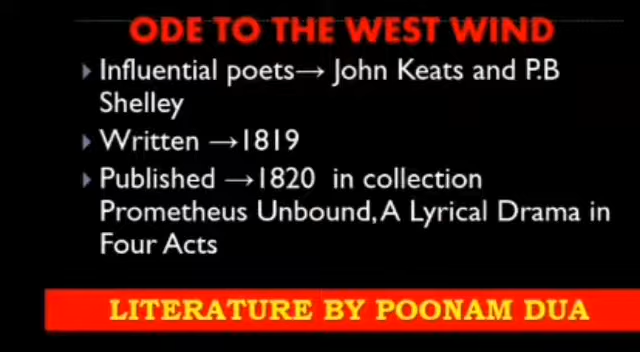 ODE TO THE WEST WIND
Influential poets→ John Keats and P.B
Shelley
Written →1819
Published →1820 in collection
Prometheus Unbound, A Lyrical Drama in
Four Acts
LITERATURE BY POONAM DUA